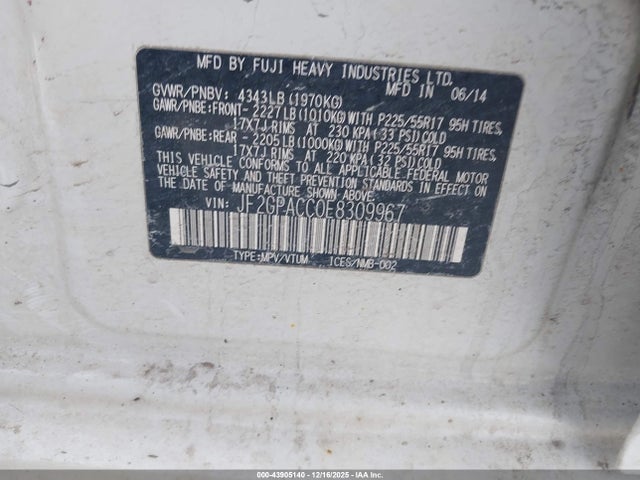 MFD BY FUJI HEAVY INDUSTRIES LTD.
GVWR/PNBV: 4343LB(1970KG) MFD IN 06/14
GAWR/PNBE:FRONT-2227LB(1010KG)WITH P225/55R17 95H TIRES,
17X7J RIMS AT 230 KPA(33 PSI)COLD
GAWR/PNBE:REAR -2205LB(1000KG)WITH P225/55R17 95H TIRES,
17X7J RIMS AT 220 KPA(32 PSI)COLD
THIS VEHICLE CONFORMS TO ALL APPLICABLE FEDERAL MOTOR
VEHICLE SAFETY AND THEFT PREVENTION STANDARDS IN EFFECT
ON THE DATE OF MANUFACTURE SHOWN ABOVE.
VIN: JF2GPACC0E8309967
TYPE:MPV/VTUM ICES/NMB-002
000-43905140 - 12/16/2025 - IAAI.COM